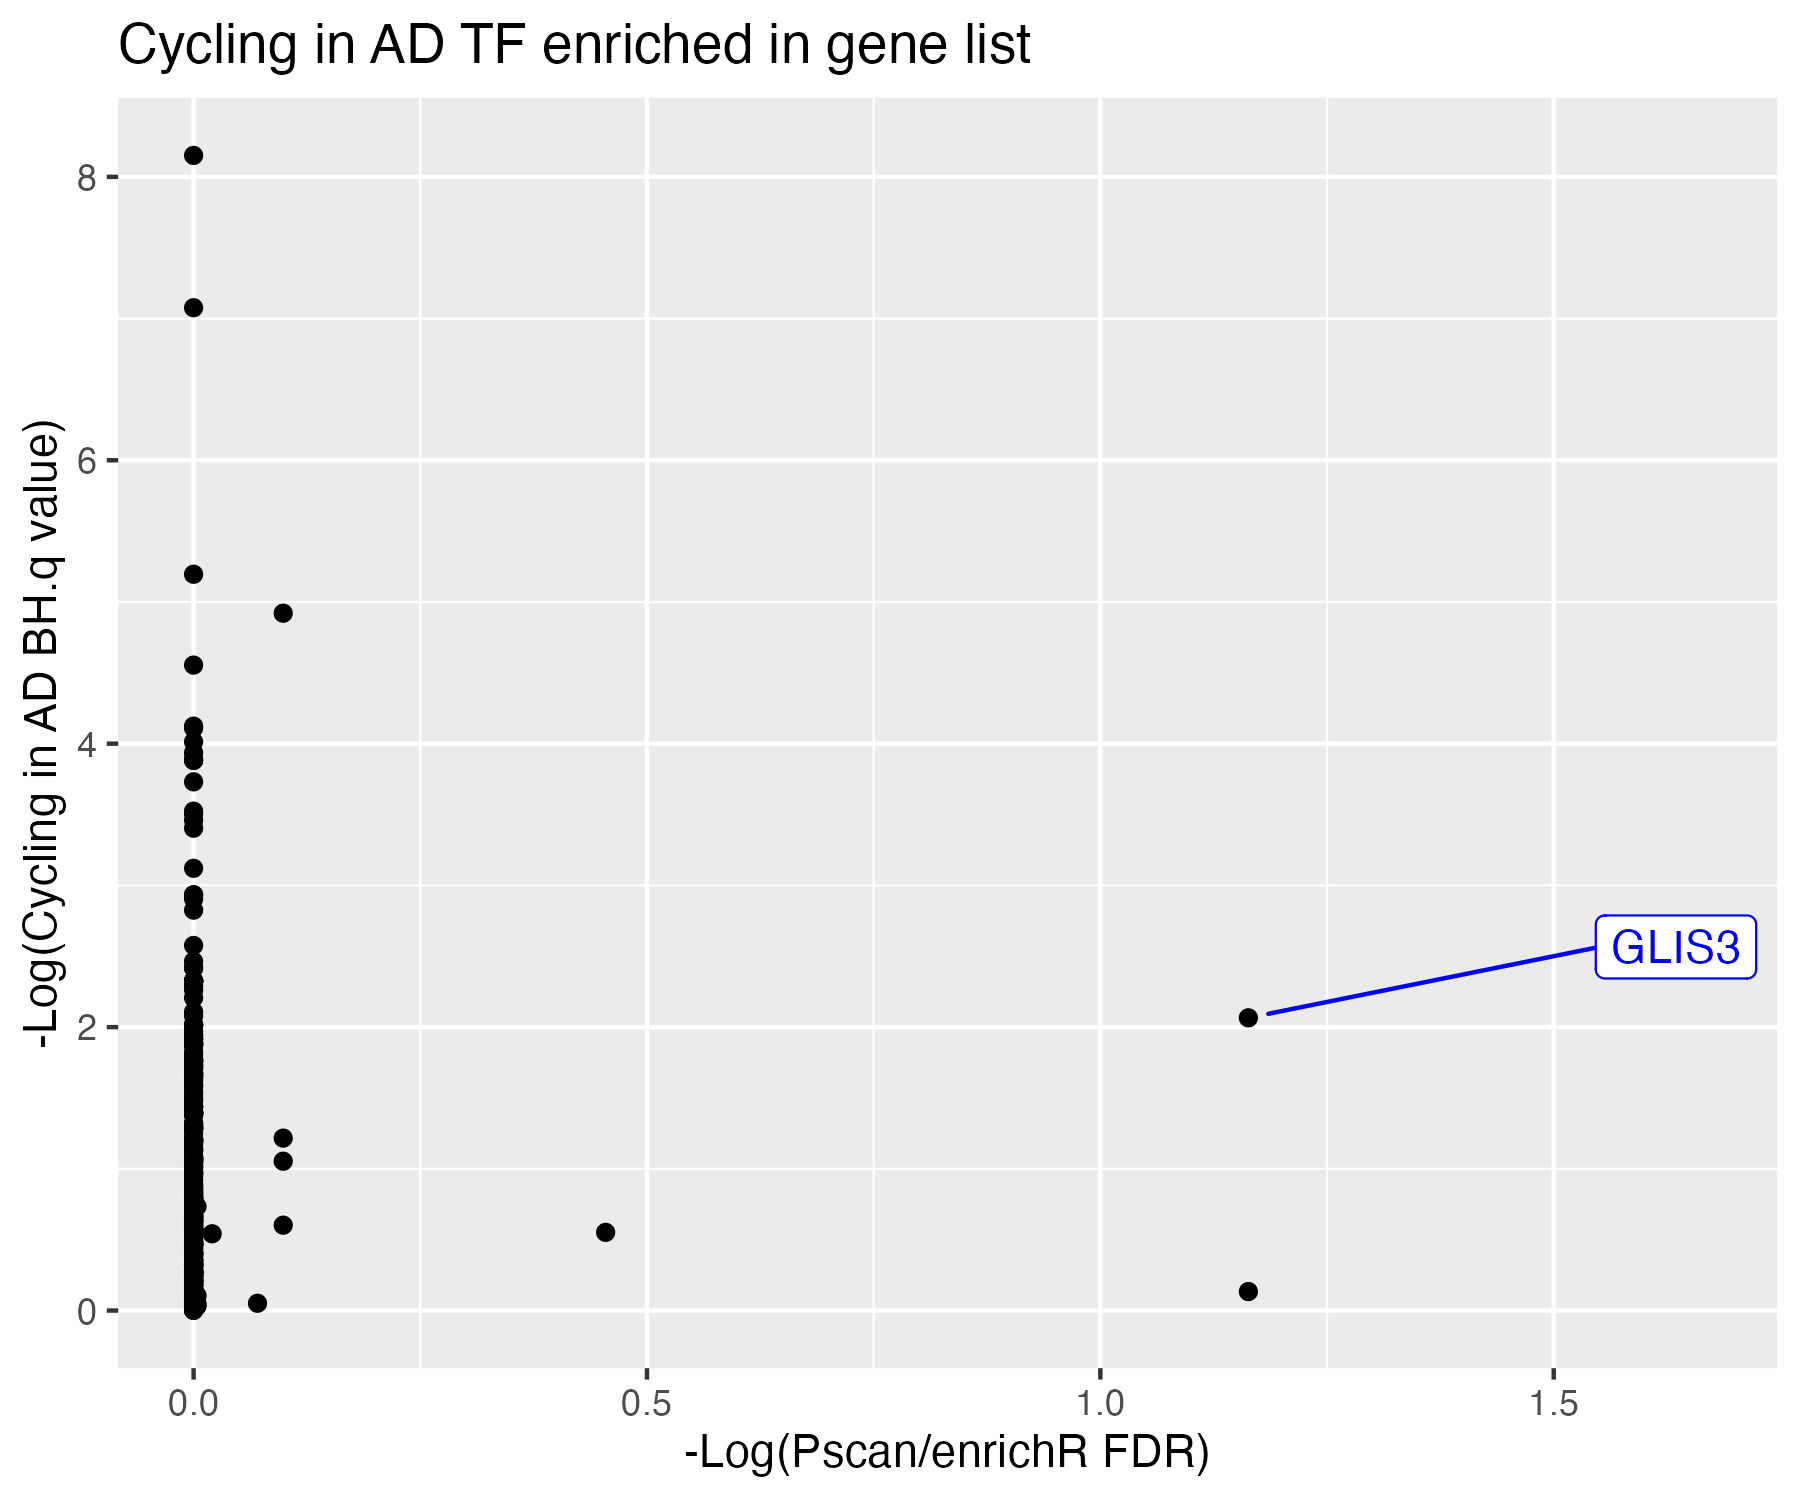 Cycling in AD TF enriched in gene list
-Log(Cycling in AD BH.q value)
8
6
4
2
0
GLIS3
0.0
0.5
1.0
1.5
-Log(Pscan/enrichR FDR)